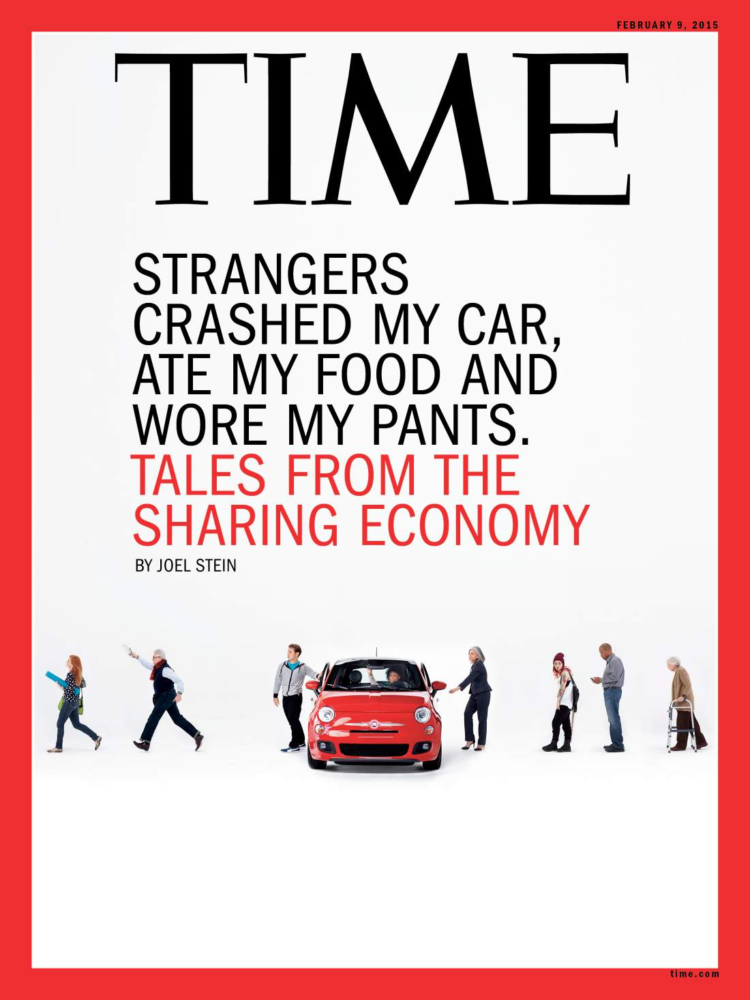 FEBRUARY 9, 2015
TIME
STRANGERS
CRASHED MY CAR,
ATE MY FOOD AND
WORE MY PANTS.
TALES FROM THE
SHARING ECONOMY
BY JOEL STEIN
time.com